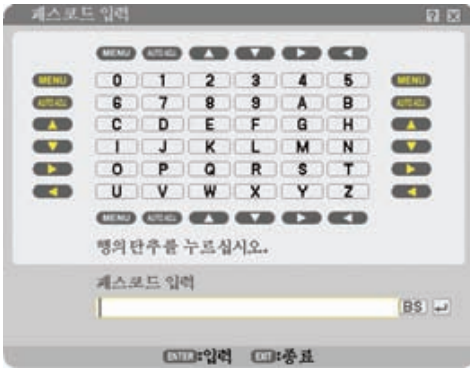 패스코드 입력
MENU AUTO ADJ. ▲ ▼ ▶ ◀
MENU 0 1 2 3 4 5 MENU
AUTO ADJ. 6 7 8 9 A B AUTO ADJ.
▲ C D E F G H ▲
▼ I J K L M N ▼
▶ O P Q R S T ▶
◀ U V W X Y Z ◀
MENU AUTO ADJ. ▲ ▼ ▶ ◀
행의 단추를 누르십시오.
패스코드 입력
BS
ENTER:입력 EXIT:종료